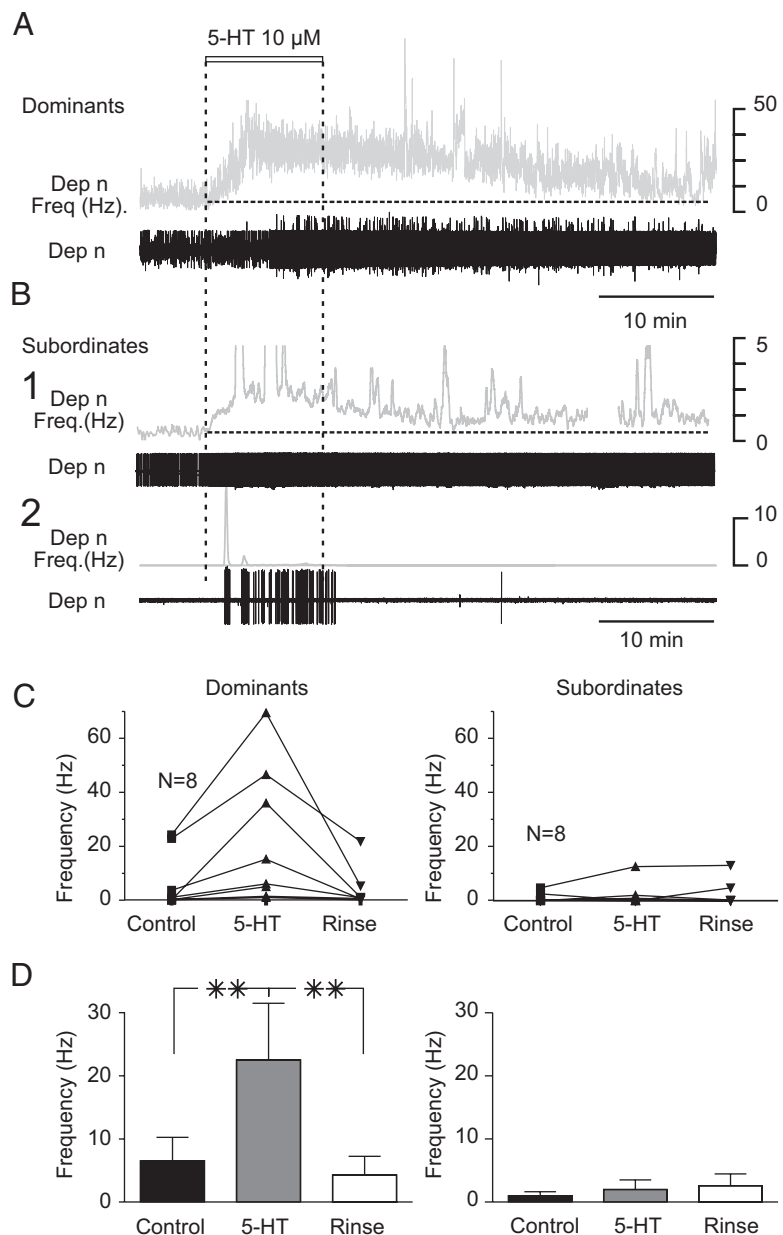 A
5-HT 10 µM
Dominants
50
Dep n
Freq (Hz).
0
Dep n
B
10 min
Subordinates
5
1
Dep n
Freq.(Hz)
0
Dep n
2
10
Dep n
Freq.(Hz)
0
Dep n
10 min
C
Dominants
Subordinates
Frequency (Hz)
60
40
20
0
N=8
Control 5-HT Rinse
Frequency (Hz)
60
40
20
0
N=8
Control 5-HT Rinse
D
Frequency (Hz)
30
20
10
0
** **
Control 5-HT Rinse
Frequency (Hz)
30
20
10
0
Control 5-HT Rinse